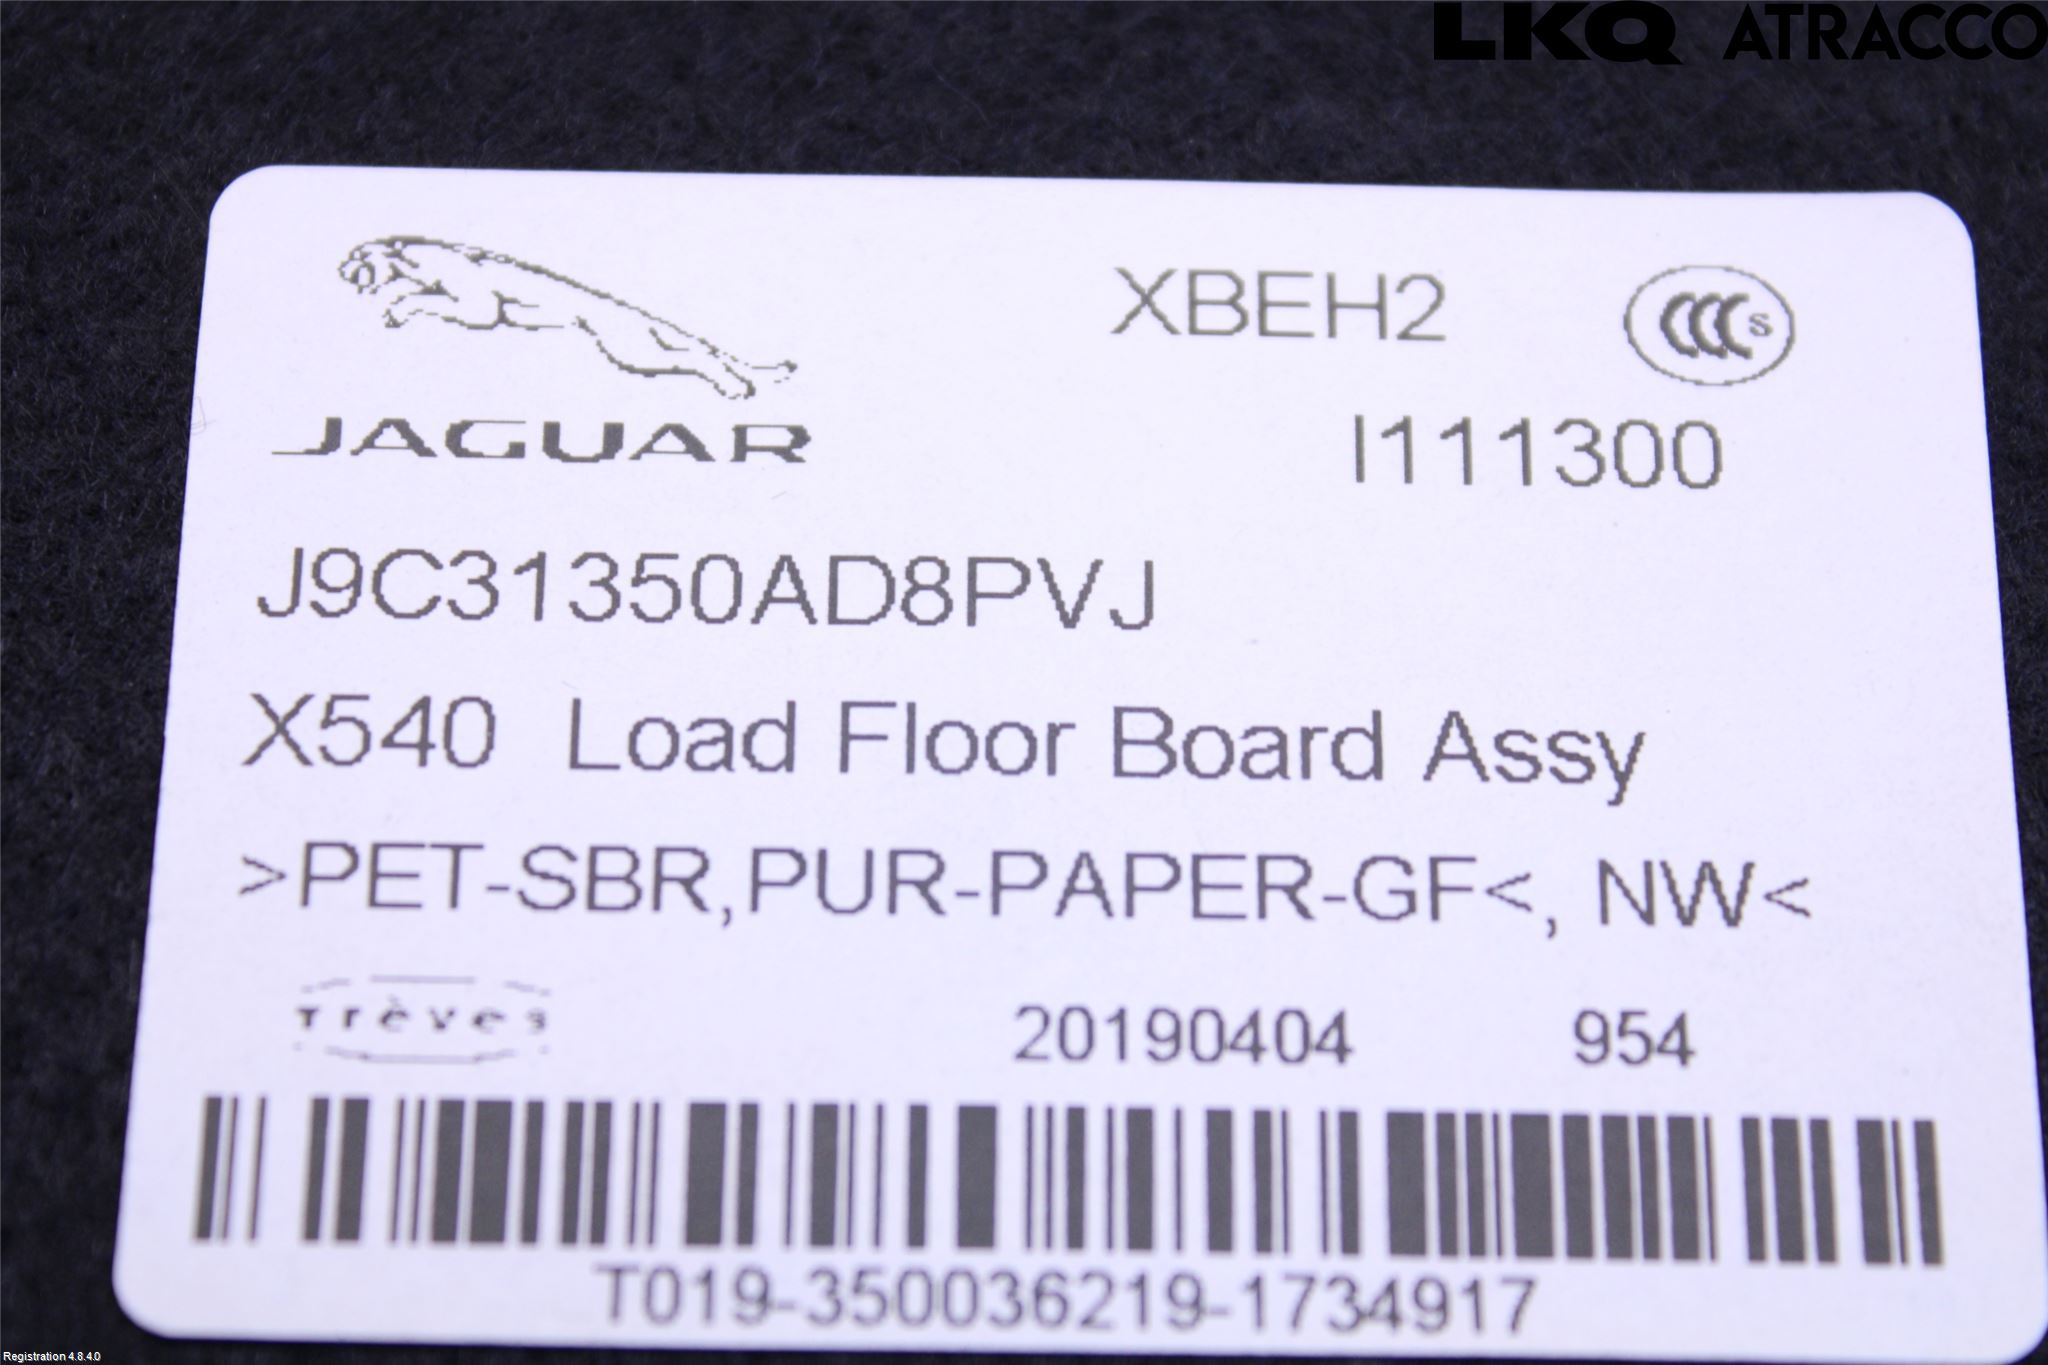 LKQ ATRACCO
XBEH2
CCC S
JAGUAR
I111300
J9C31350AD8PVJ
X540 Load Floor Board Assy
>PET-SBR,PUR-PAPER-GF<, NW<
Trèves
20190404 954
T019-350036219-1734917
Registration 4.8.4.0